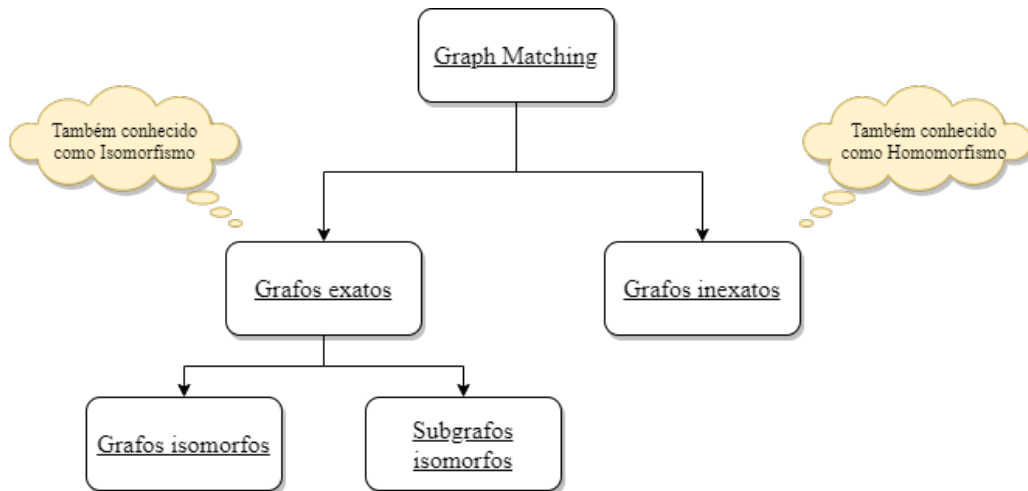 Graph Matching
Também conhecido
como Isomorfismo
Também conhecido
como Homomorfismo
Grafos exatos
Grafos inexatos
Grafos isomorfos
Subgrafos
isomorfos